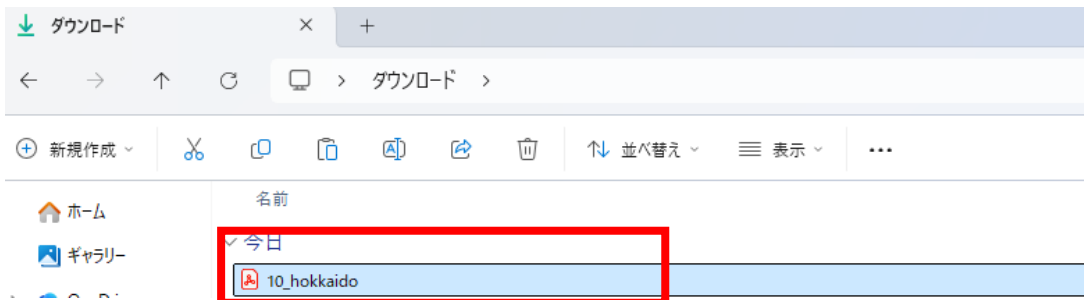 ダウンロード
ダウンロード
新規作成 並べ替え 表示
名前
ホーム
今日
ギャラリー
10_hokkaido